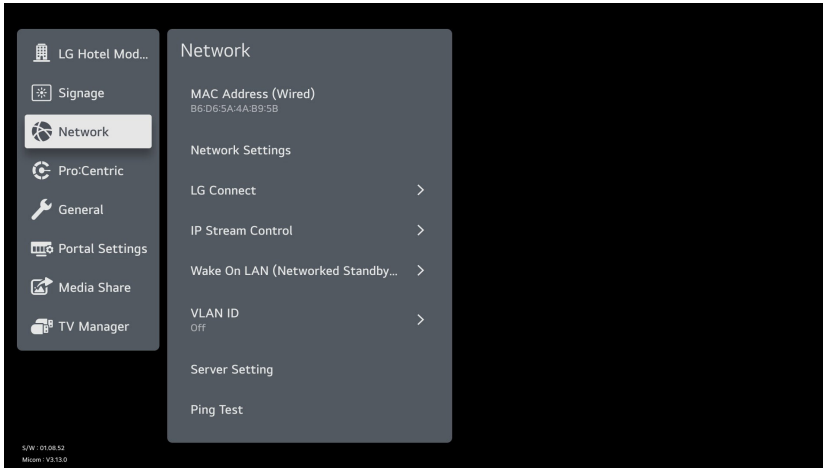 LG Hotel Mod...
Signage
Network
Pro:Centric
General
Portal Settings
Media Share
TV Manager
Network
MAC Address (Wired)
B6:D6:5A:4A:B9:5B
Network Settings
LG Connect
IP Stream Control
Wake On LAN (Networked Standby...
VLAN ID
Off
Server Setting
Ping Test
S/W : 01.08.52
Micom : V3.13.0